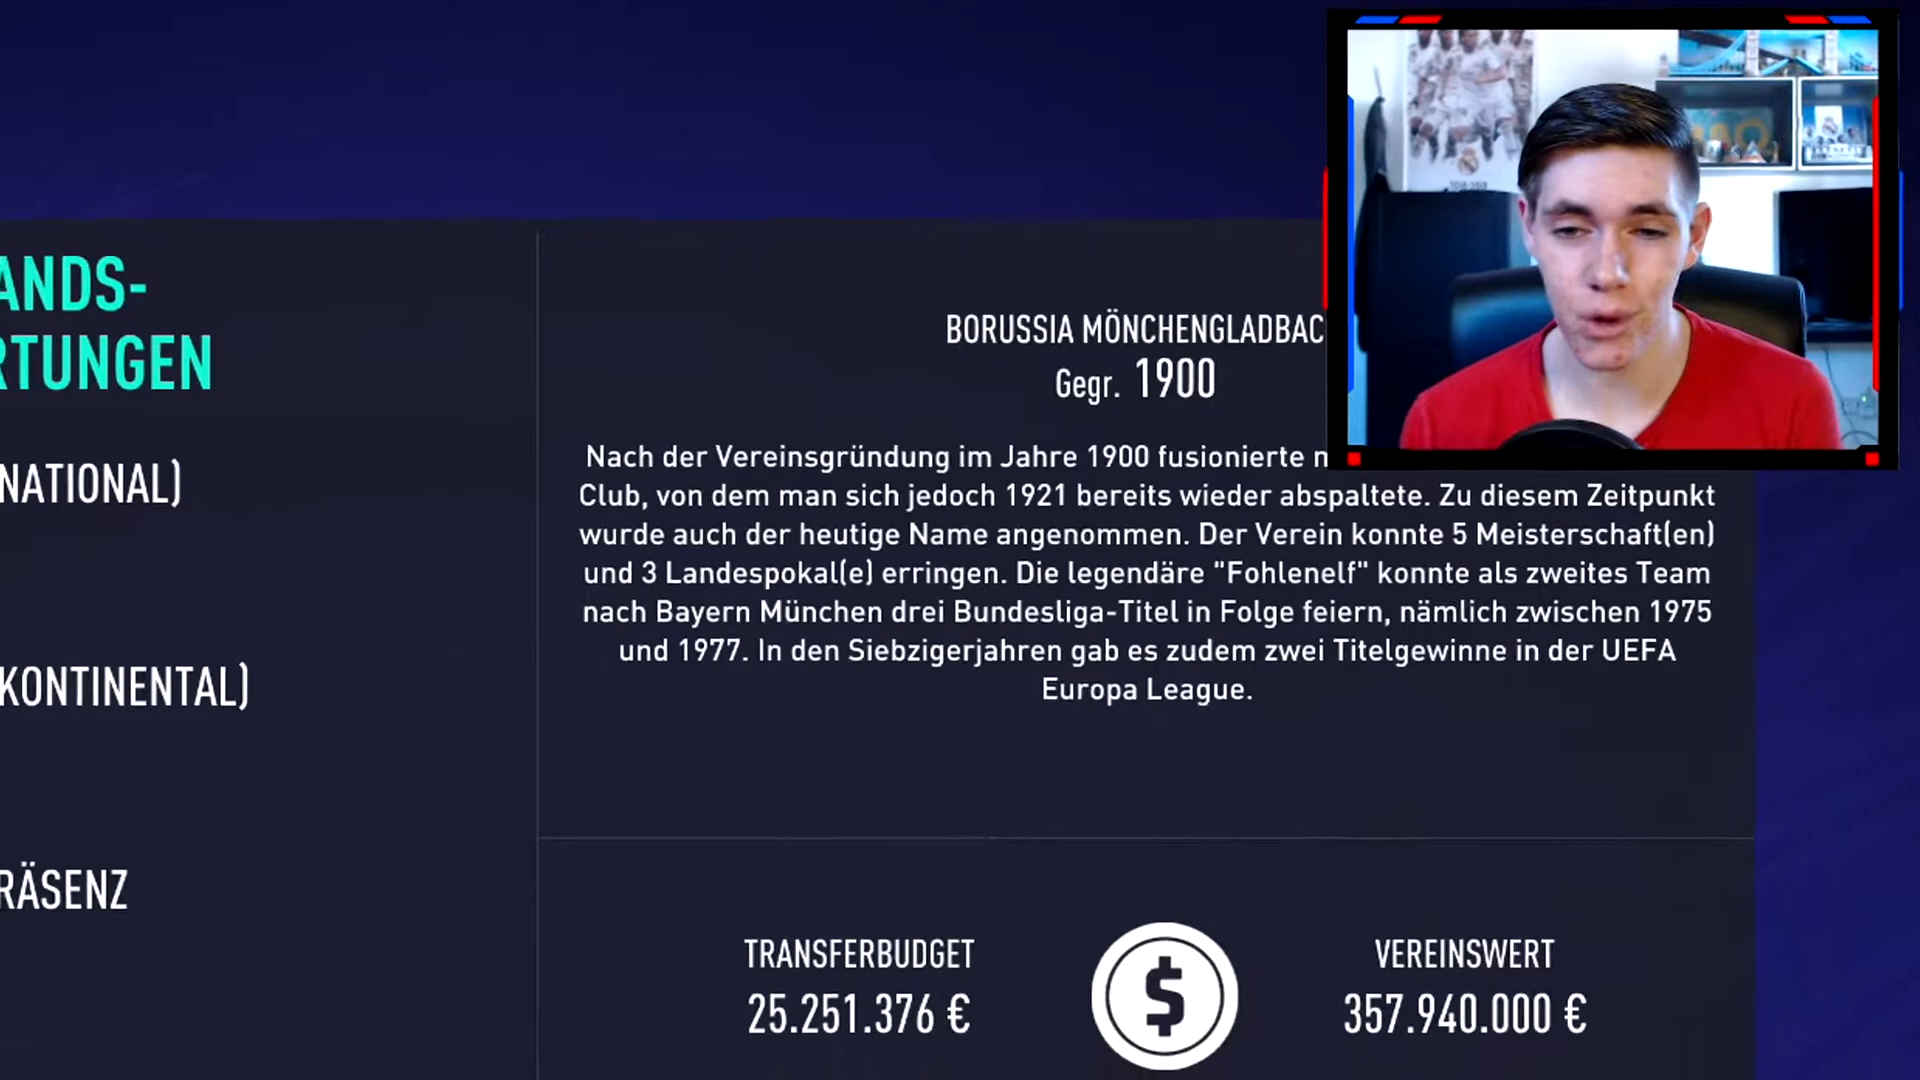 ANDS-
RTUNGEN
NATIONAL)
KONTINENTAL)
RÄSENZ
BORUSSIA MÖNCHENGLADBAC
Gegr. 1900
Nach der Vereinsgründung im Jahre 1900 fusionierte
Club, von dem man sich jedoch 1921 bereits wieder abspaltete. Zu diesem Zeitpunkt
wurde auch der heutige Name angenommen. Der Verein konnte 5 Meisterschaft(en)
und 3 Landespokal(e) erringen. Die legendäre "Fohlenelf" konnte als zweites Team
nach Bayern München drei Bundesliga-Titel in Folge feiern, nämlich zwischen 1975
und 1977. In den Siebzigerjahren gab es zudem zwei Titelgewinne in der UEFA
Europa League.
TRANSFERBUDGET
25.251.376 €
$
VEREINSWERT
357.940.000 €